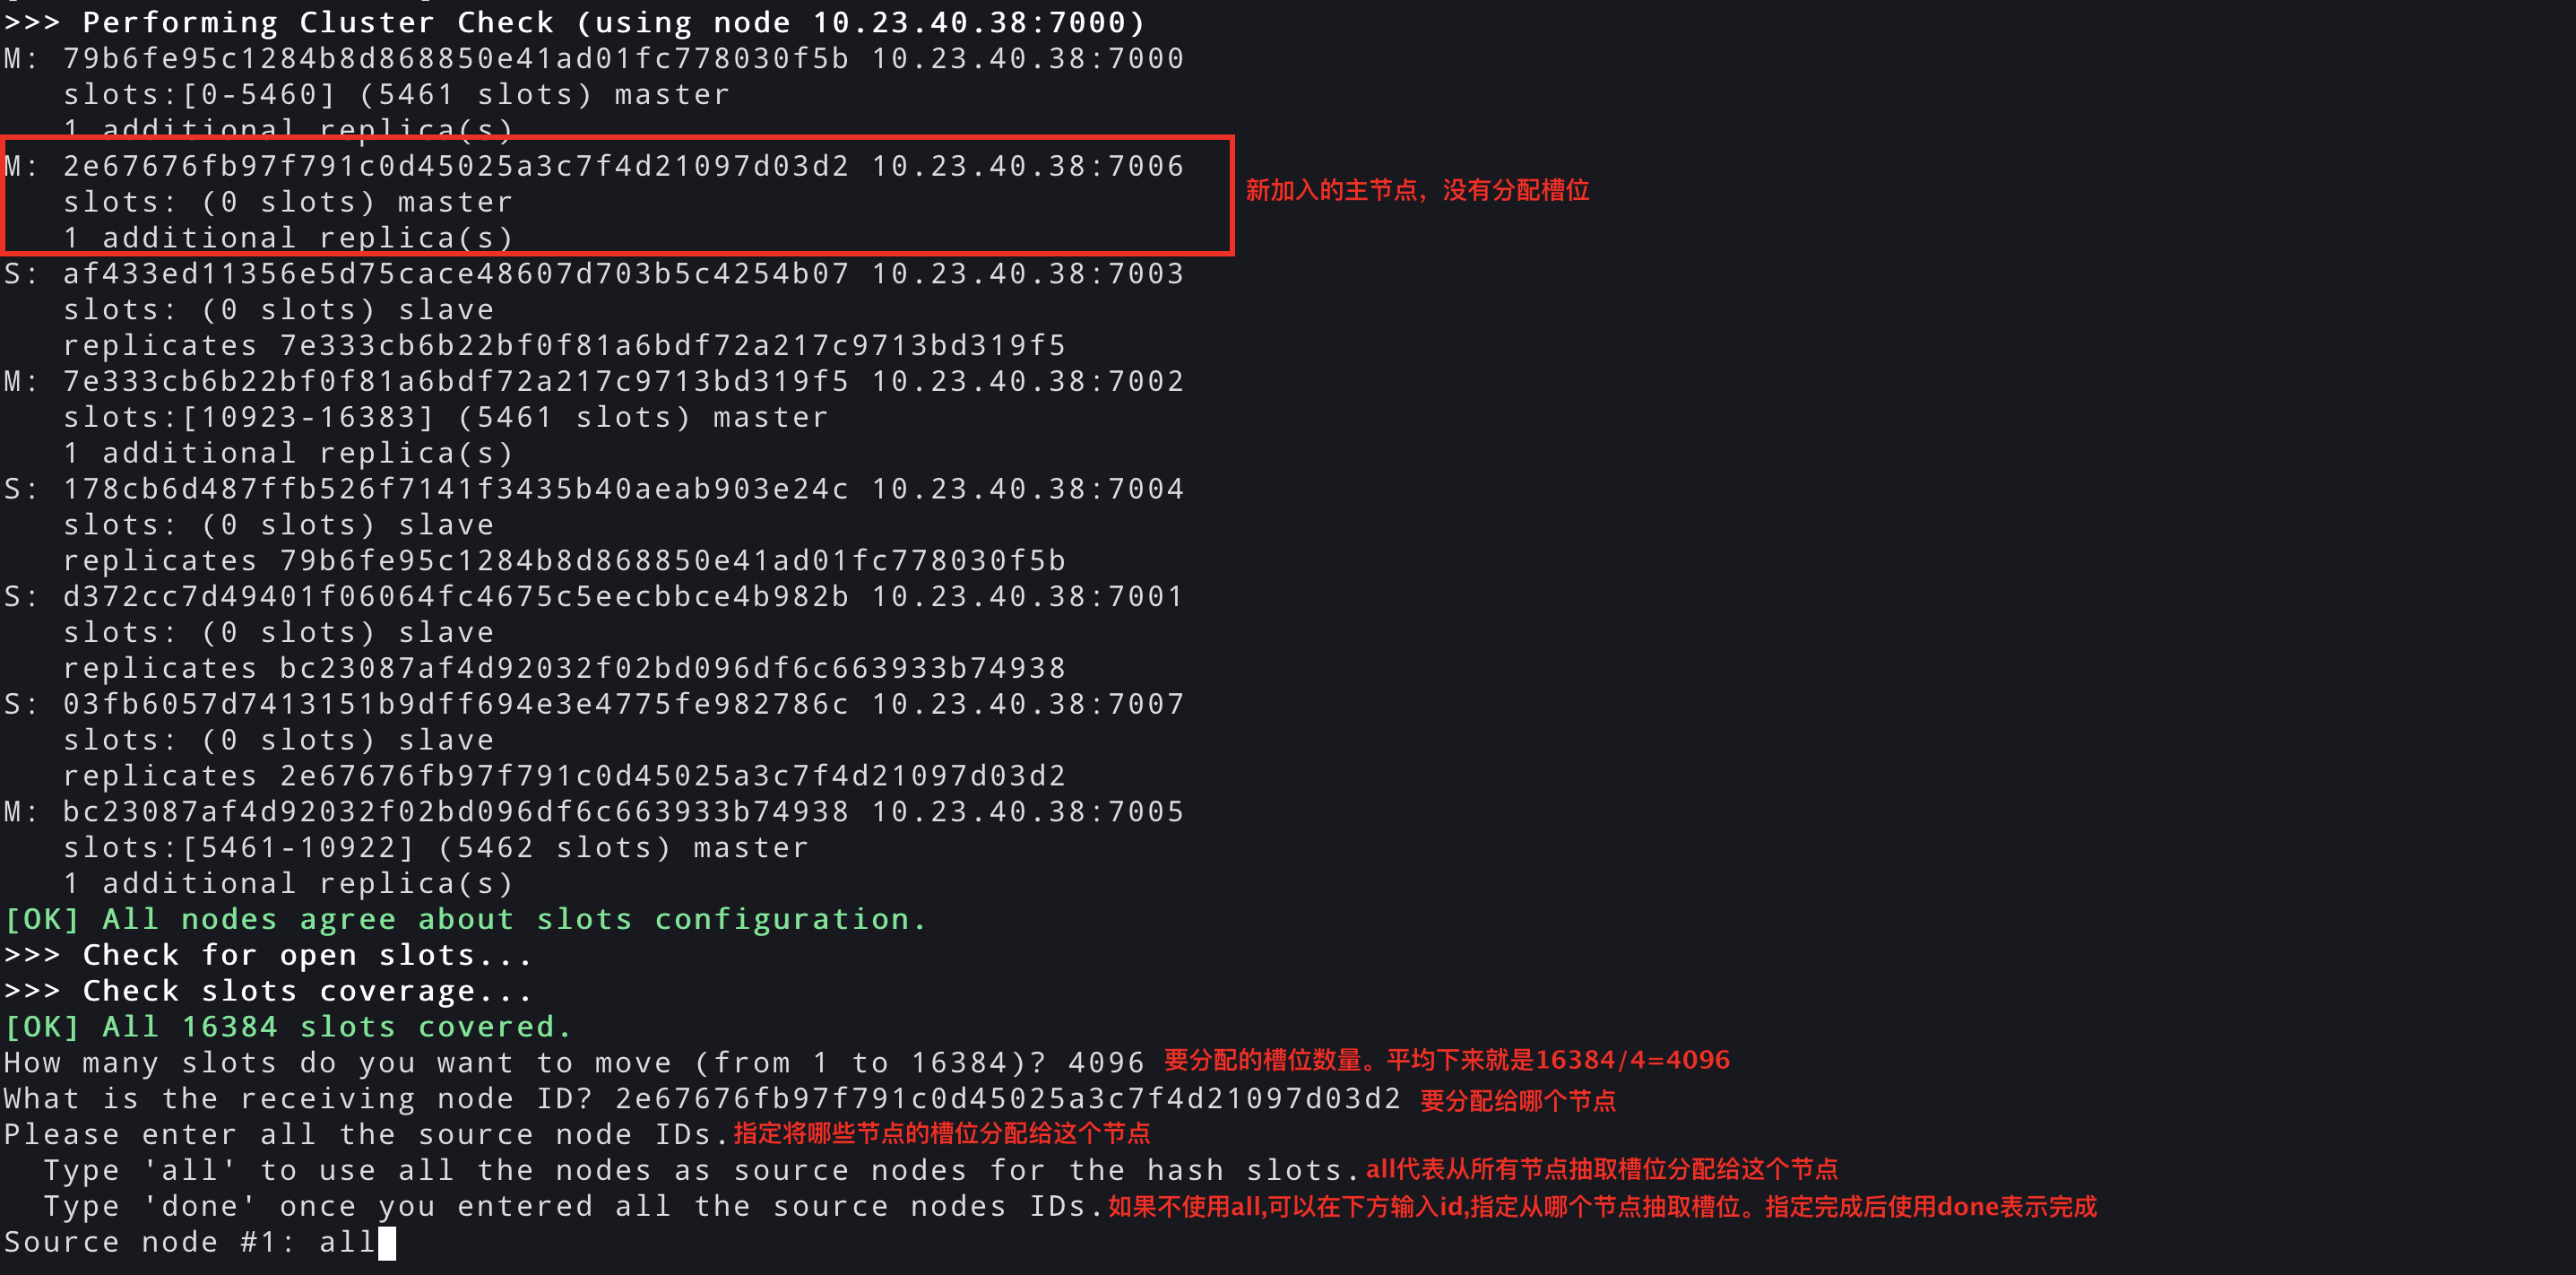 >>> Performing Cluster Check (using node 10.23.40.38:7000)
M: 79b6fe95c1284b8d868850e41ad01fc778030f5b 10.23.40.38:7000
slots:[0-5460] (5461 slots) master
1 additional replica(s)
M: 2e67676fb97f791c0d45025a3c7f4d21097d03d2 10.23.40.38:7006
新加入的主节点，没有分配槽位
slots: (0 slots) master
1 additional replica(s)
S: af433ed11356e5d75cace48607d703b5c4254b07 10.23.40.38:7003
slots: (0 slots) slave
replicates 7e333cb6b22bf0f81a6bdf72a217c9713bd319f5
M: 7e333cb6b22bf0f81a6bdf72a217c9713bd319f5 10.23.40.38:7002
slots:[10923-16383] (5461 slots) master
1 additional replica(s)
S: 178cb6d487ffb526f7141f3435b40aeab903e24c 10.23.40.38:7004
slots: (0 slots) slave
replicates 79b6fe95c1284b8d868850e41ad01fc778030f5b
S: d372cc7d49401f06064fc4675c5eecbbce4b982b 10.23.40.38:7001
slots: (0 slots) slave
replicates bc23087af4d92032f02bd096df6c663933b74938
S: 03fb6057d7413151b9dff694e3e4775fe982786c 10.23.40.38:7007
slots: (0 slots) slave
replicates 2e67676fb97f791c0d45025a3c7f4d21097d03d2
M: bc23087af4d92032f02bd096df6c663933b74938 10.23.40.38:7005
slots:[5461-10922] (5462 slots) master
1 additional replica(s)
[OK] All nodes agree about slots configuration.
>>> Check for open slots...
>>> Check slots coverage...
[OK] All 16384 slots covered.
How many slots do you want to move (from 1 to 16384)? 4096 要分配的槽位数量。平均下来就是16384/4=4096
What is the receiving node ID? 2e67676fb97f791c0d45025a3c7f4d21097d03d2 要分配给哪个节点
Please enter all the source node IDs.指定将哪些节点的槽位分配给这个节点
Type 'all' to use all the nodes as source nodes for the hash slots.all代表从所有节点抽取槽位分配给这个节点
Type 'done' once you entered all the source nodes IDs.如果不使用all,可以在下方输入id,指定从哪个节点抽取槽位。指定完成后使用done表示完成
Source node #1: all